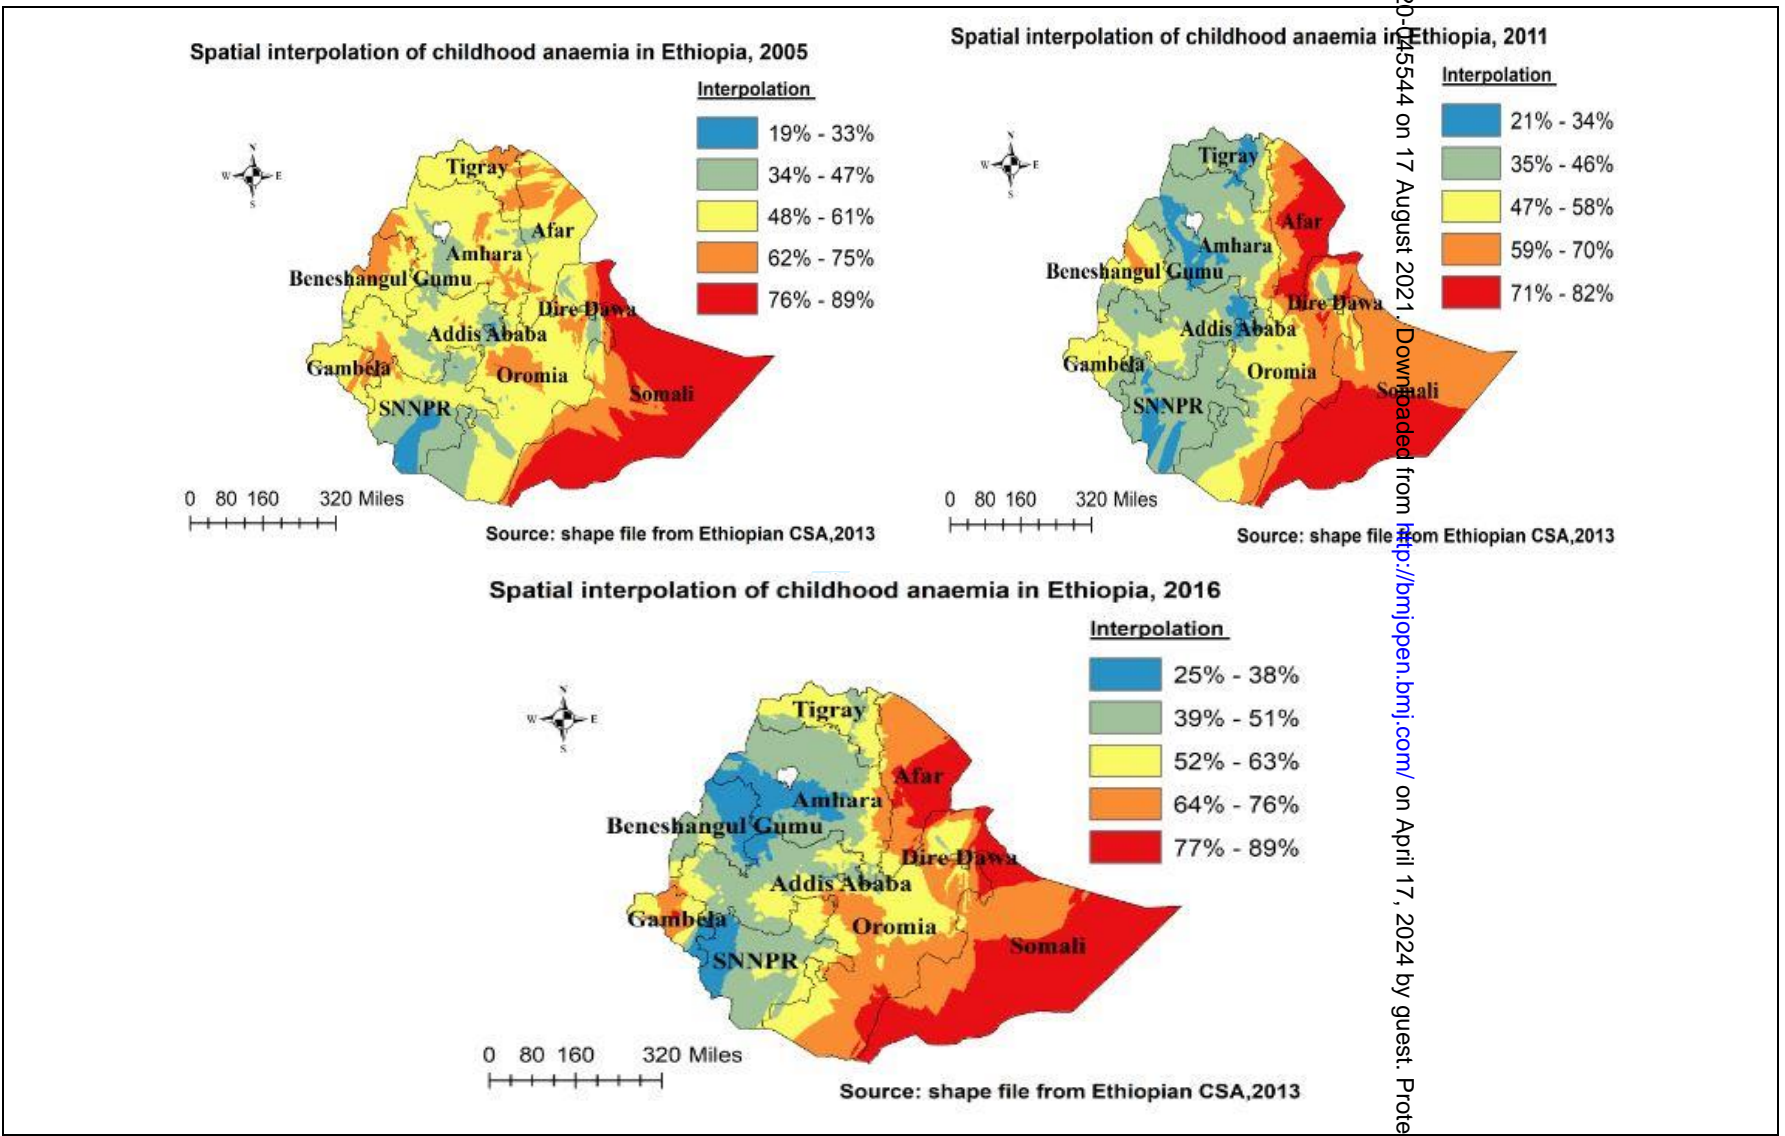 Spatial interpolation of childhood anaemia in Ethiopia, 2005
Interpolation
19% - 33%
34% - 47%
48% - 61%
62% - 75%
76% - 89%
N
W
E
S
Tigray
Afar
Amhara
Beneshangul Gumu
Dire Dawa
Addis Ababa
Gambela
Oromia
Somali
SNNPR
0 80 160 320 Miles
Source: shape file from Ethiopian CSA,2013
Spatial interpolation of childhood anaemia in Ethiopia, 2011
Interpolation
21% - 34%
35% - 46%
47% - 58%
59% - 70%
71% - 82%
N
W
E
S
Tigray
Afar
Amhara
Beneshangul Gumu
Dire Dawa
Addis Ababa
Gambela
Oromia
Somali
SNNPR
0 80 160 320 Miles
Source: shape file from Ethiopian CSA,2013
Spatial interpolation of childhood anaemia in Ethiopia, 2016
Interpolation
25% - 38%
39% - 51%
52% - 63%
64% - 76%
77% - 89%
N
W
E
S
Tigray
Afar
Amhara
Beneshangul Gumu
Dire Dawa
Addis Ababa
Gambela
Oromia
Somali
SNNPR
0 80 160 320 Miles
Source: shape file from Ethiopian CSA,2013
20-045544 on 17 August 2021. Downloaded from http://bmjopen.bmj.com/ on April 17, 2024 by guest. Prote